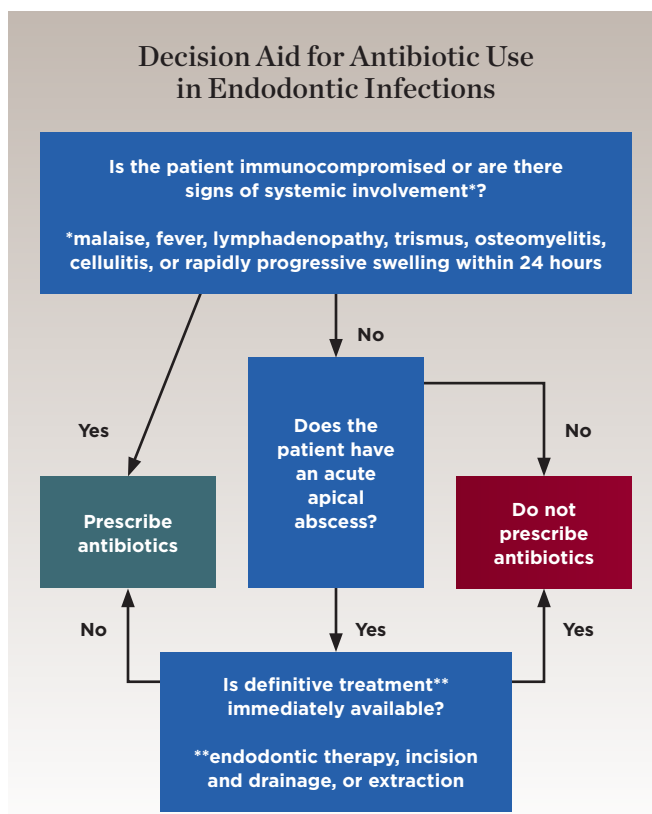 Decision Aid for Antibiotic Use
in Endodontic Infections
Is the patient immunocompromised or are there
signs of systemic involvement*?
*malaise, fever, lymphadenopathy, trismus, osteomyelitis,
cellulitis, or rapidly progressive swelling within 24 hours
No
Yes
Does the
patient have
an acute
apical
abscess?
No
Prescribe
antibiotics
Do not
prescribe
antibiotics
No
Yes
Yes
Is definitive treatment**
immediately available?
**endodontic therapy, incision
and drainage, or extraction